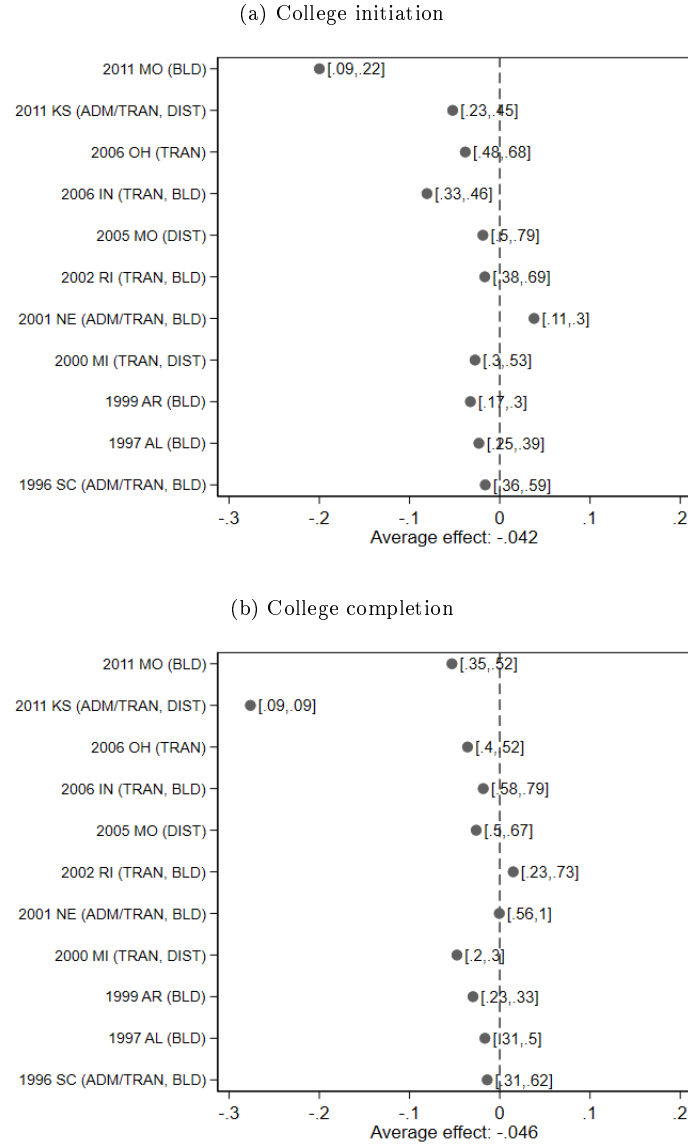 (a) College initiation
2011 MO (BLD) [.09,.22]
2011 KS (ADM/TRAN, DIST) [.23,.45]
2006 OH (TRAN) [.48,.68]
2006 IN (TRAN, BLD) [.33,.46]
2005 MO (DIST) [.5,.79]
2002 RI (TRAN, BLD) [.38,.69]
2001 NE (ADM/TRAN, BLD) [.11,.3]
2000 MI (TRAN, DIST) [.3,.53]
1999 AR (BLD) [.17,.3]
1997 AL (BLD) [.25,.39]
1996 SC (ADM/TRAN, BLD) [.36,.59]
-.3 -.2 -.1 0 .1 .2
Average effect: -.042
(b) College completion
2011 MO (BLD) [.35,.52]
2011 KS (ADM/TRAN, DIST) [.09,.09]
2006 OH (TRAN) [.4,.52]
2006 IN (TRAN, BLD) [.58,.79]
2005 MO (DIST) [.5,.67]
2002 RI (TRAN, BLD) [.23,.73]
2001 NE (ADM/TRAN, BLD) [.56,1]
2000 MI (TRAN, DIST) [.2,.3]
1999 AR (BLD) [.23,.33]
1997 AL (BLD) [.31,.5]
1996 SC (ADM/TRAN, BLD) [.31,.62]
-.3 -.2 -.1 0 .1 .2
Average effect: -.046